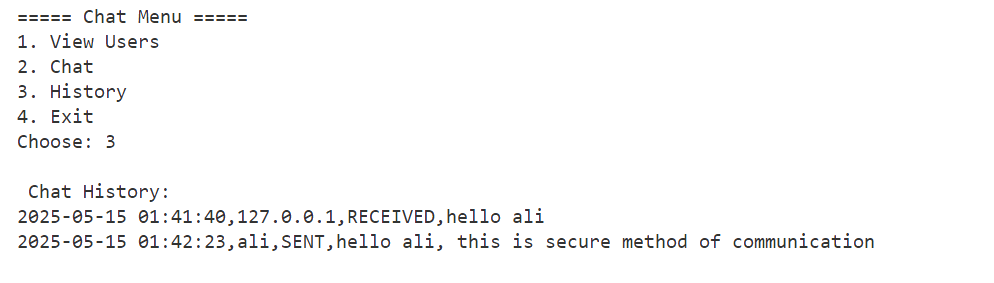 ===== Chat Menu =====
1. View Users
2. Chat
3. History
4. Exit
Choose: 3
Chat History:
2025-05-15 01:41:40,127.0.0.1,RECEIVED,hello ali
2025-05-15 01:42:23,ali,SENT,hello ali, this is secure method of communication